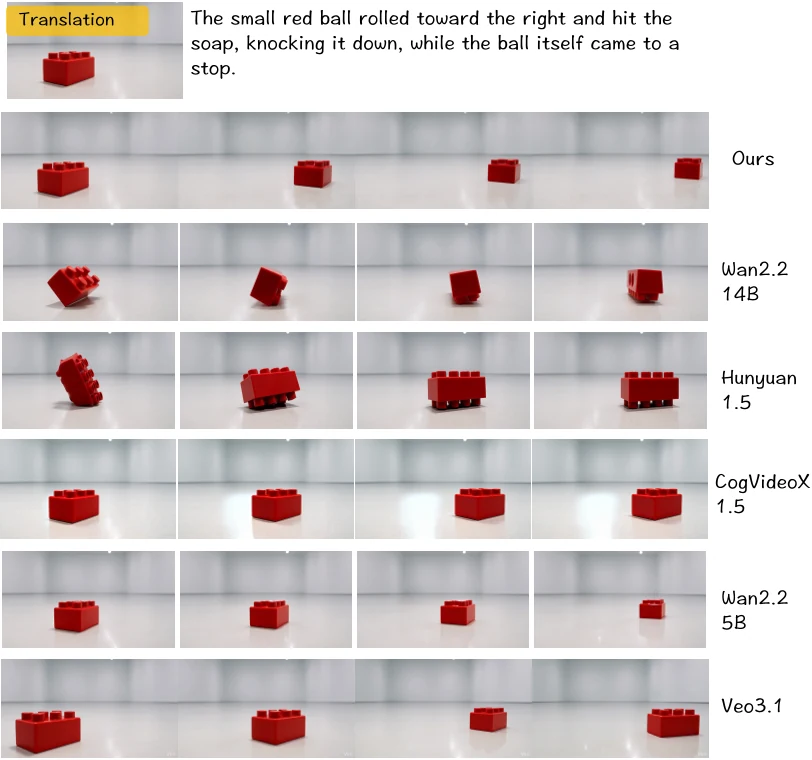 Translation
The small red ball rolled toward the right and hit the
soap, knocking it down, while the ball itself came to a
stop.
Ours
Wan2.2
14B
Hunyuan
1.5
CogVideoX
1.5
Wan2.2
5B
Veo3.1